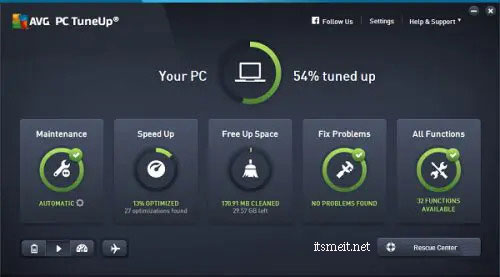 AVG PC TuneUp®
Follow Us Settings Help & Support
Your PC 54% tuned up
Maintenance
AUTOMATIC
Speed Up
13% OPTIMIZED
27 optimizations found
Free Up Space
170.91 MB CLEANED
29.57 GB left
Fix Problems
NO PROBLEMS FOUND
All Functions
32 FUNCTIONS
AVAILABLE
itsmeit.net
Rescue Center